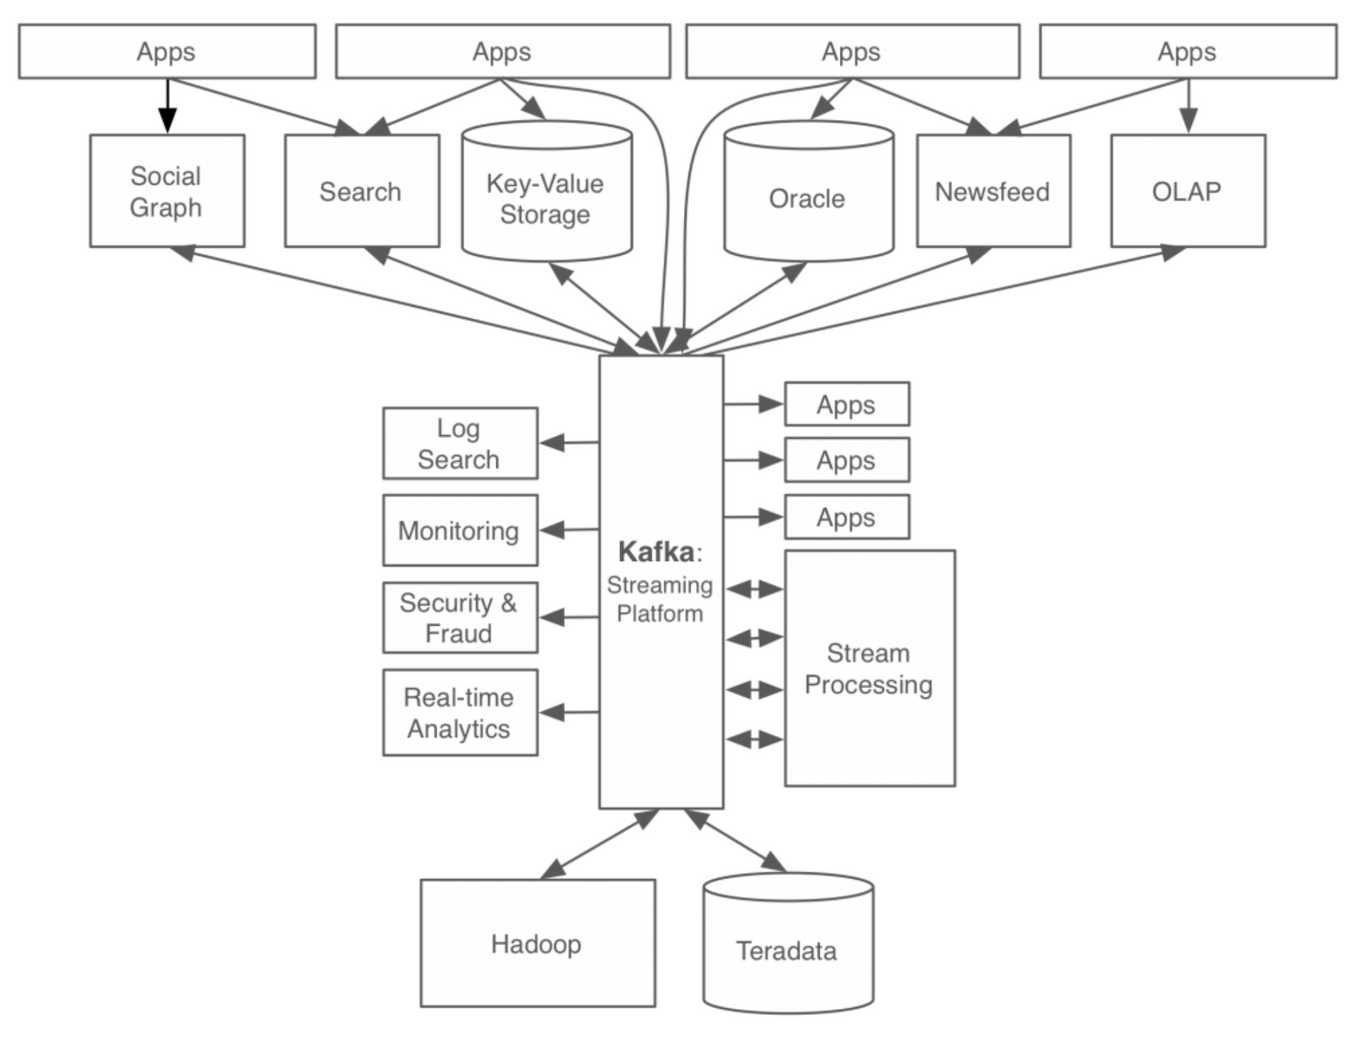 Apps
Apps
Apps
Apps
Social
Graph
Search
Key-Value
Storage
Oracle
Newsfeed
OLAP
Log
Search
Monitoring
Security &
Fraud
Real-time
Analytics
Kafka:
Streaming
Platform
Apps
Apps
Apps
Stream
Processing
Hadoop
Teradata